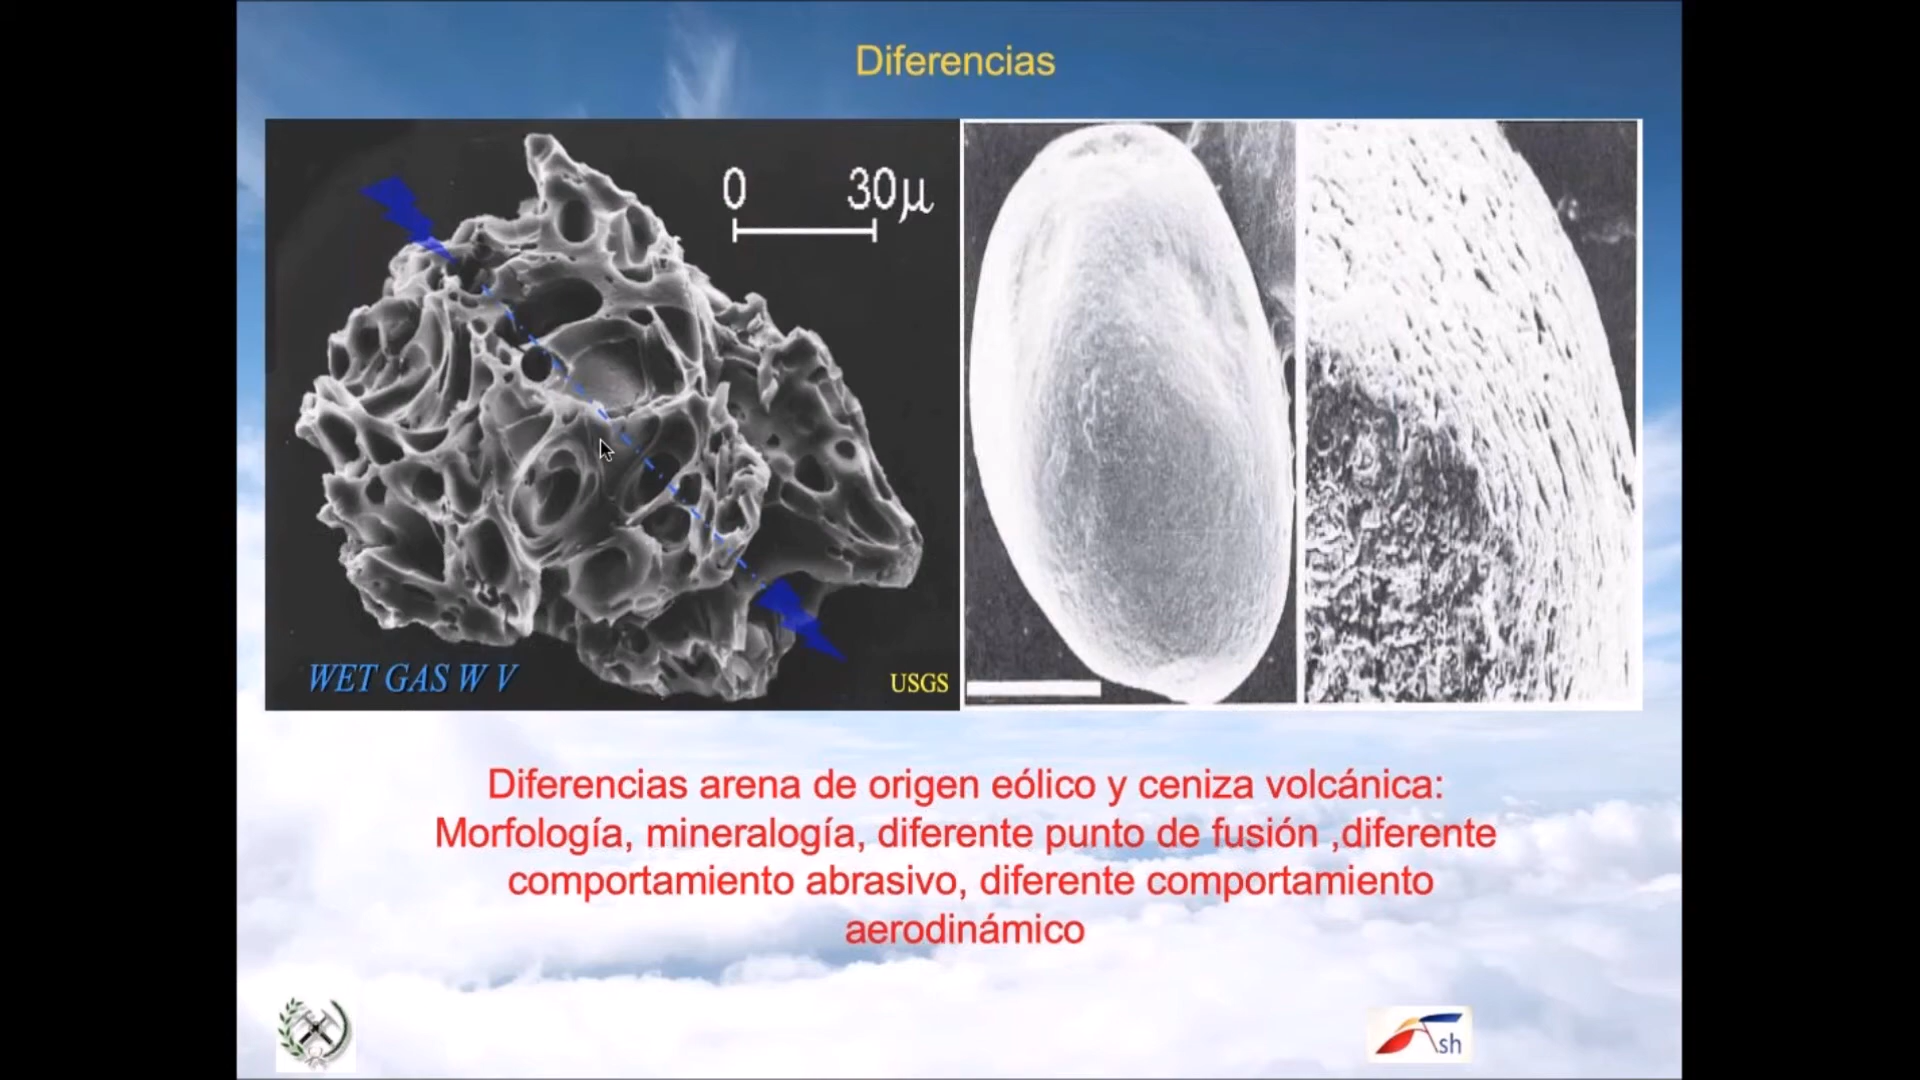 Diferencias
0 30µ
WET GAS W V
USGS
Diferencias arena de origen eólico y ceniza volcánica:
Morfología, mineralogía, diferente punto de fusión ,diferente
comportamiento abrasivo, diferente comportamiento
aerodinámico
Ash